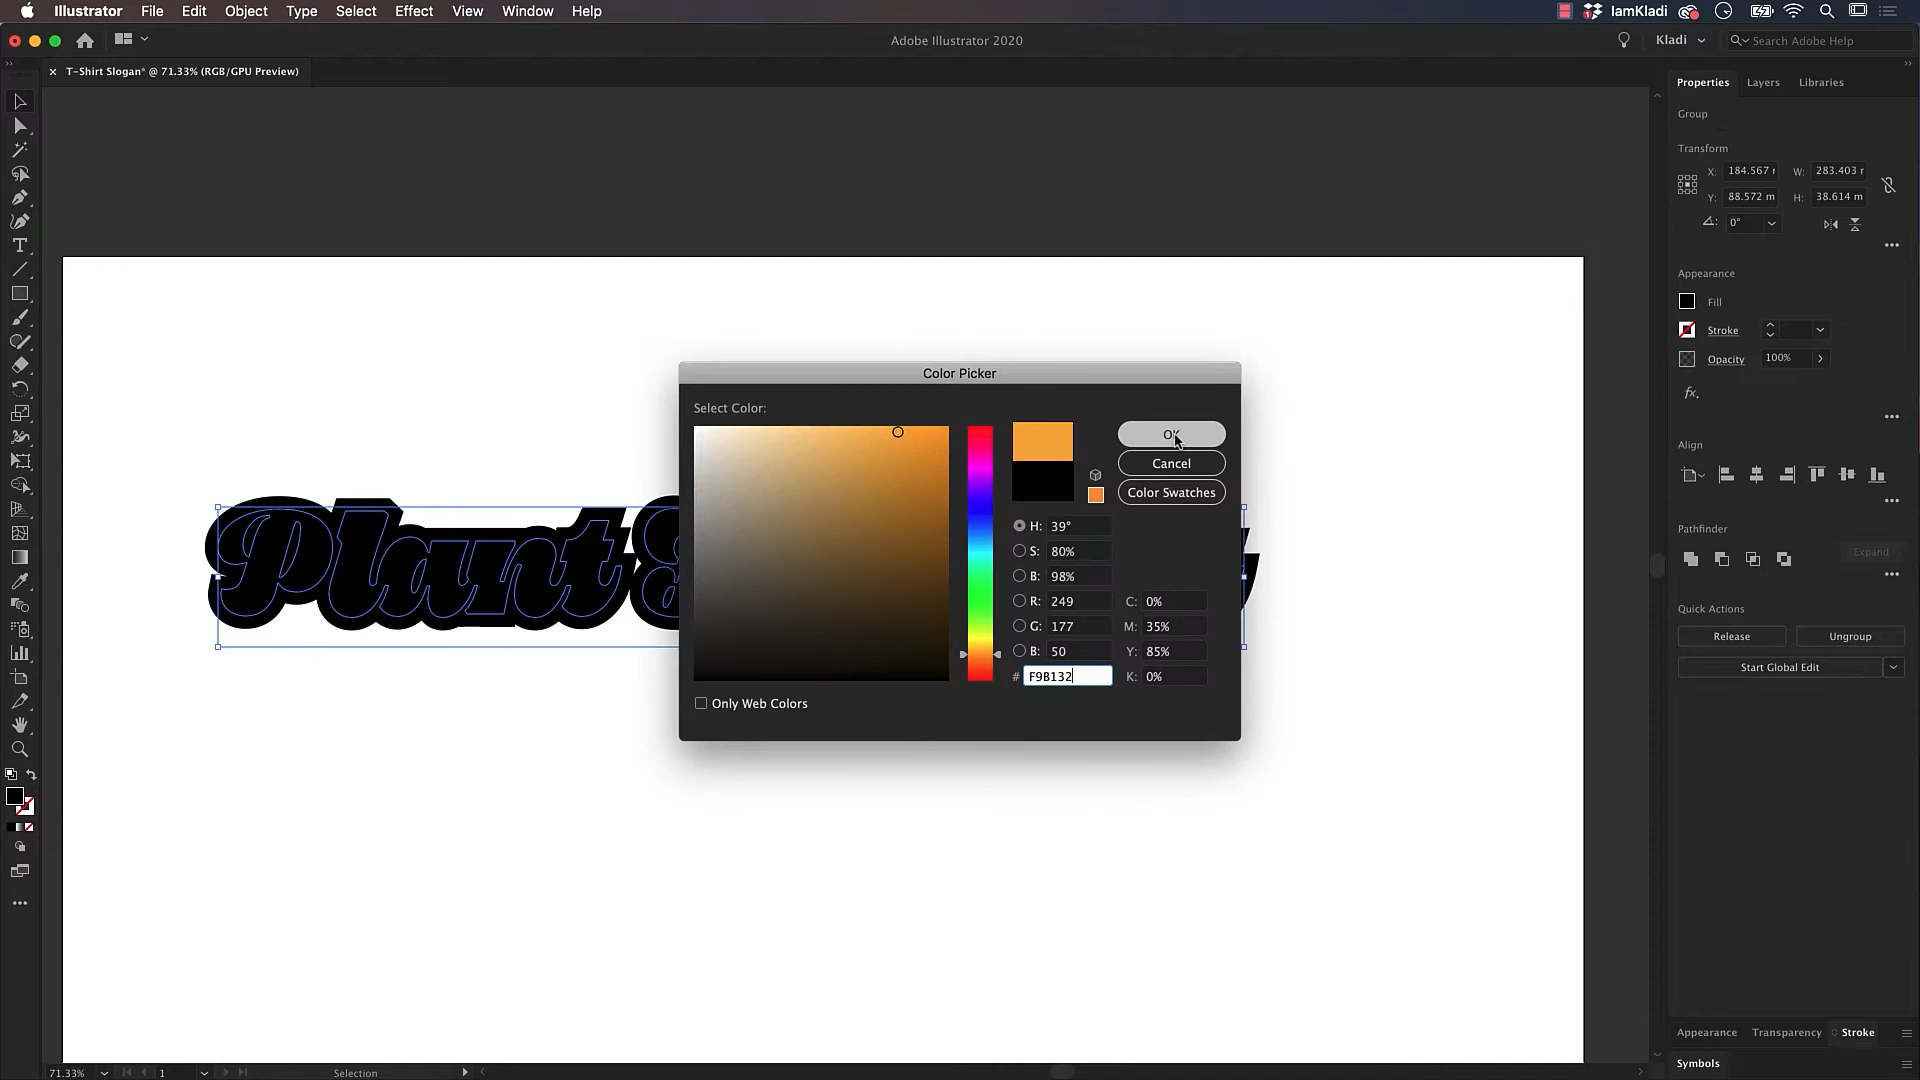 Illustrator File Edit Object Type Select Effect View Window Help IamKladi
Adobe Illustrator 2020 Kladi Search Adobe Help
× T-Shirt Slogan* @ 71.33% (RGB/GPU Preview)
Properties Layers Libraries
Group
Transform
X: 184.567 W: 283.403
Y: 88.572 m H: 38.614 m
0°
Appearance
Fill
Stroke
Opacity 100%
fx.
Align
Pathfinder
Expand
Quick Actions
Release Ungroup
Start Global Edit
Color Picker
Select Color:
OK
Cancel
Color Swatches
H: 39°
S: 80%
B: 98%
R: 249 C: 0%
G: 177 M: 35%
B: 50 Y: 85%
# F9B132 K: 0%
Only Web Colors
Plant
Appearance Transparency Stroke
Symbols
71.33% 1 Selection